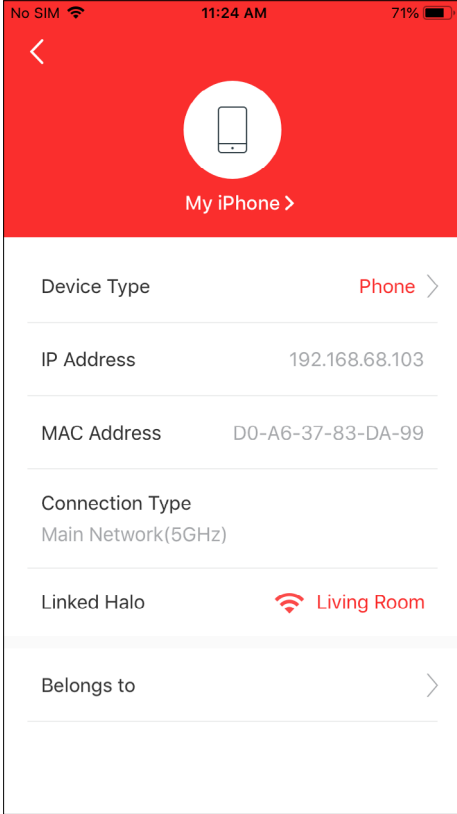 No SIM 11:24 AM 71%
My iPhone
Device Type Phone
IP Address 192.168.68.103
MAC Address D0-A6-37-83-DA-99
Connection Type
Main Network(5GHz)
Linked Halo Living Room
Belongs to